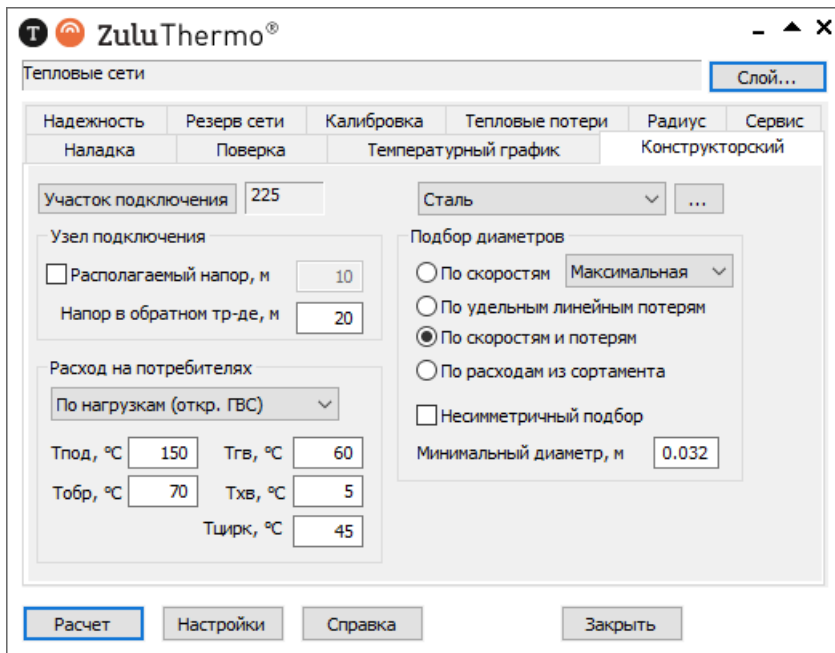 T ZuluThermo®
Тепловые сети
Слой...
Надежность Резерв сети Калибровка Тепловые потери Радиус Сервис
Наладка Поверка Температурный график Конструкторский
Участок подключения 225
Сталь ...
Узел подключения
Располагаемый напор, м 10
Напор в обратном тр-де, м 20
Подбор диаметров
По скоростям Максимальная
По удельным линейным потерям
По скоростям и потерям
По расходам из сортамента
Несимметричный подбор
Минимальный диаметр, м 0.032
Расход на потребителях
По нагрузкам (откр. ГВС)
Тпод, °С 150 Тгв, °С 60
Тобр, °С 70 Тхв, °С 5
Тцирк, °С 45
Расчет Настройки Справка Закрыть